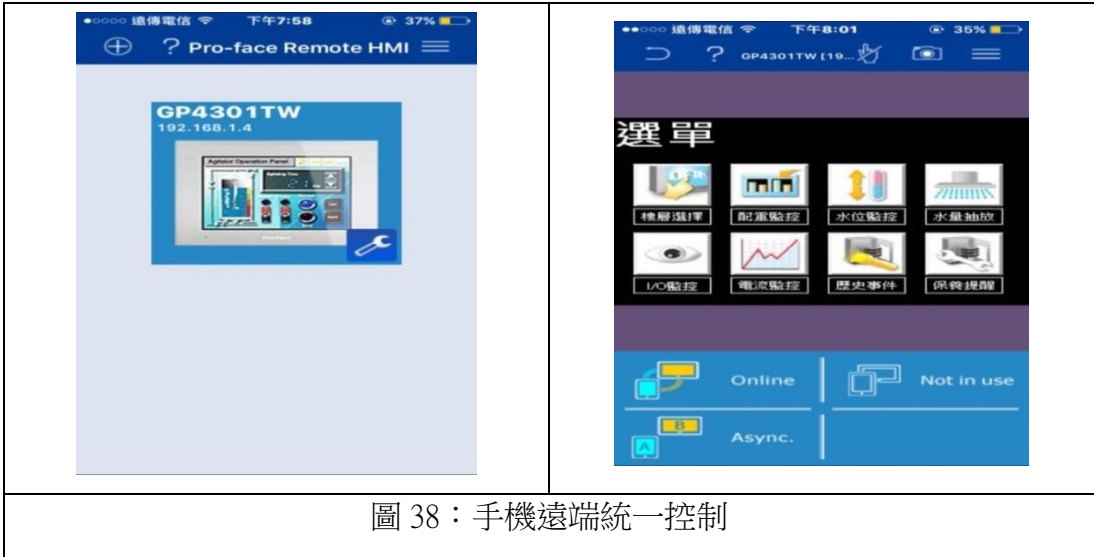 遠傳電信 下午7:58 37%
? Pro-face Remote HMI
GP4301TW
192.168.1.4
Agitator Operation Panel
遠傳電信 下午8:01 35%
? GP4301TW [19...
選單
樓層選擇 配重監控 水位監控 水量抽放
I/O監控 電流監控 歷史事件 保養提醒
Online Not in use
B
A Async.
圖 38：手機遠端統一控制